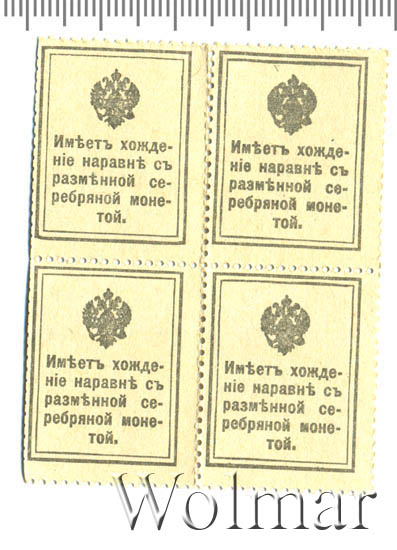 Имѣетъ хожде-
ніе наравнѣ съ
размѣнной се-
ребряной моне-
той.
Имѣетъ хожде-
ніе наравнѣ съ
размѣнной се-
ребряной моне-
той.
Имѣетъ хожде-
ніе наравнѣ съ
размѣнной се-
ребряной моне-
той.
Имѣетъ хожде-
ніе наравнѣ съ
размѣнной се-
ребряной моне-
той.
Wolmar